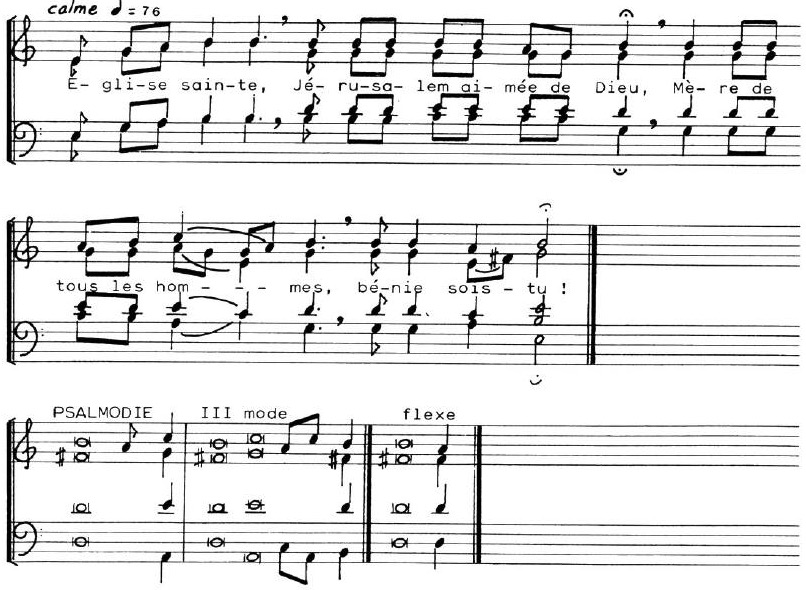 calme ♩ = 76
É- gli-se sain-te, Jé- ru-sa- lem ai-mée de Dieu, Mè- re de
tous les hom - - - mes, bé-nie sois - tu !
PSALMODIE III mode flexe